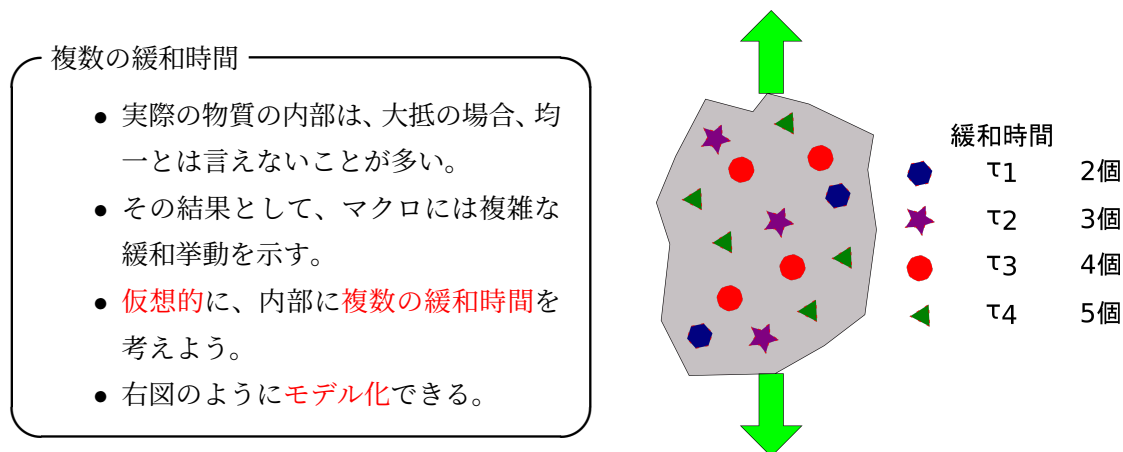 複数の緩和時間
● 実際の物質の内部は、大抵の場合、均
一とは言えないことが多い。
● その結果として、マクロには複雑な
緩和挙動を示す。
● 仮想的に、内部に複数の緩和時間を
考えよう。
● 右図のようにモデル化できる。
緩和時間
τ1 2個
τ2 3個
τ3 4個
τ4 5個